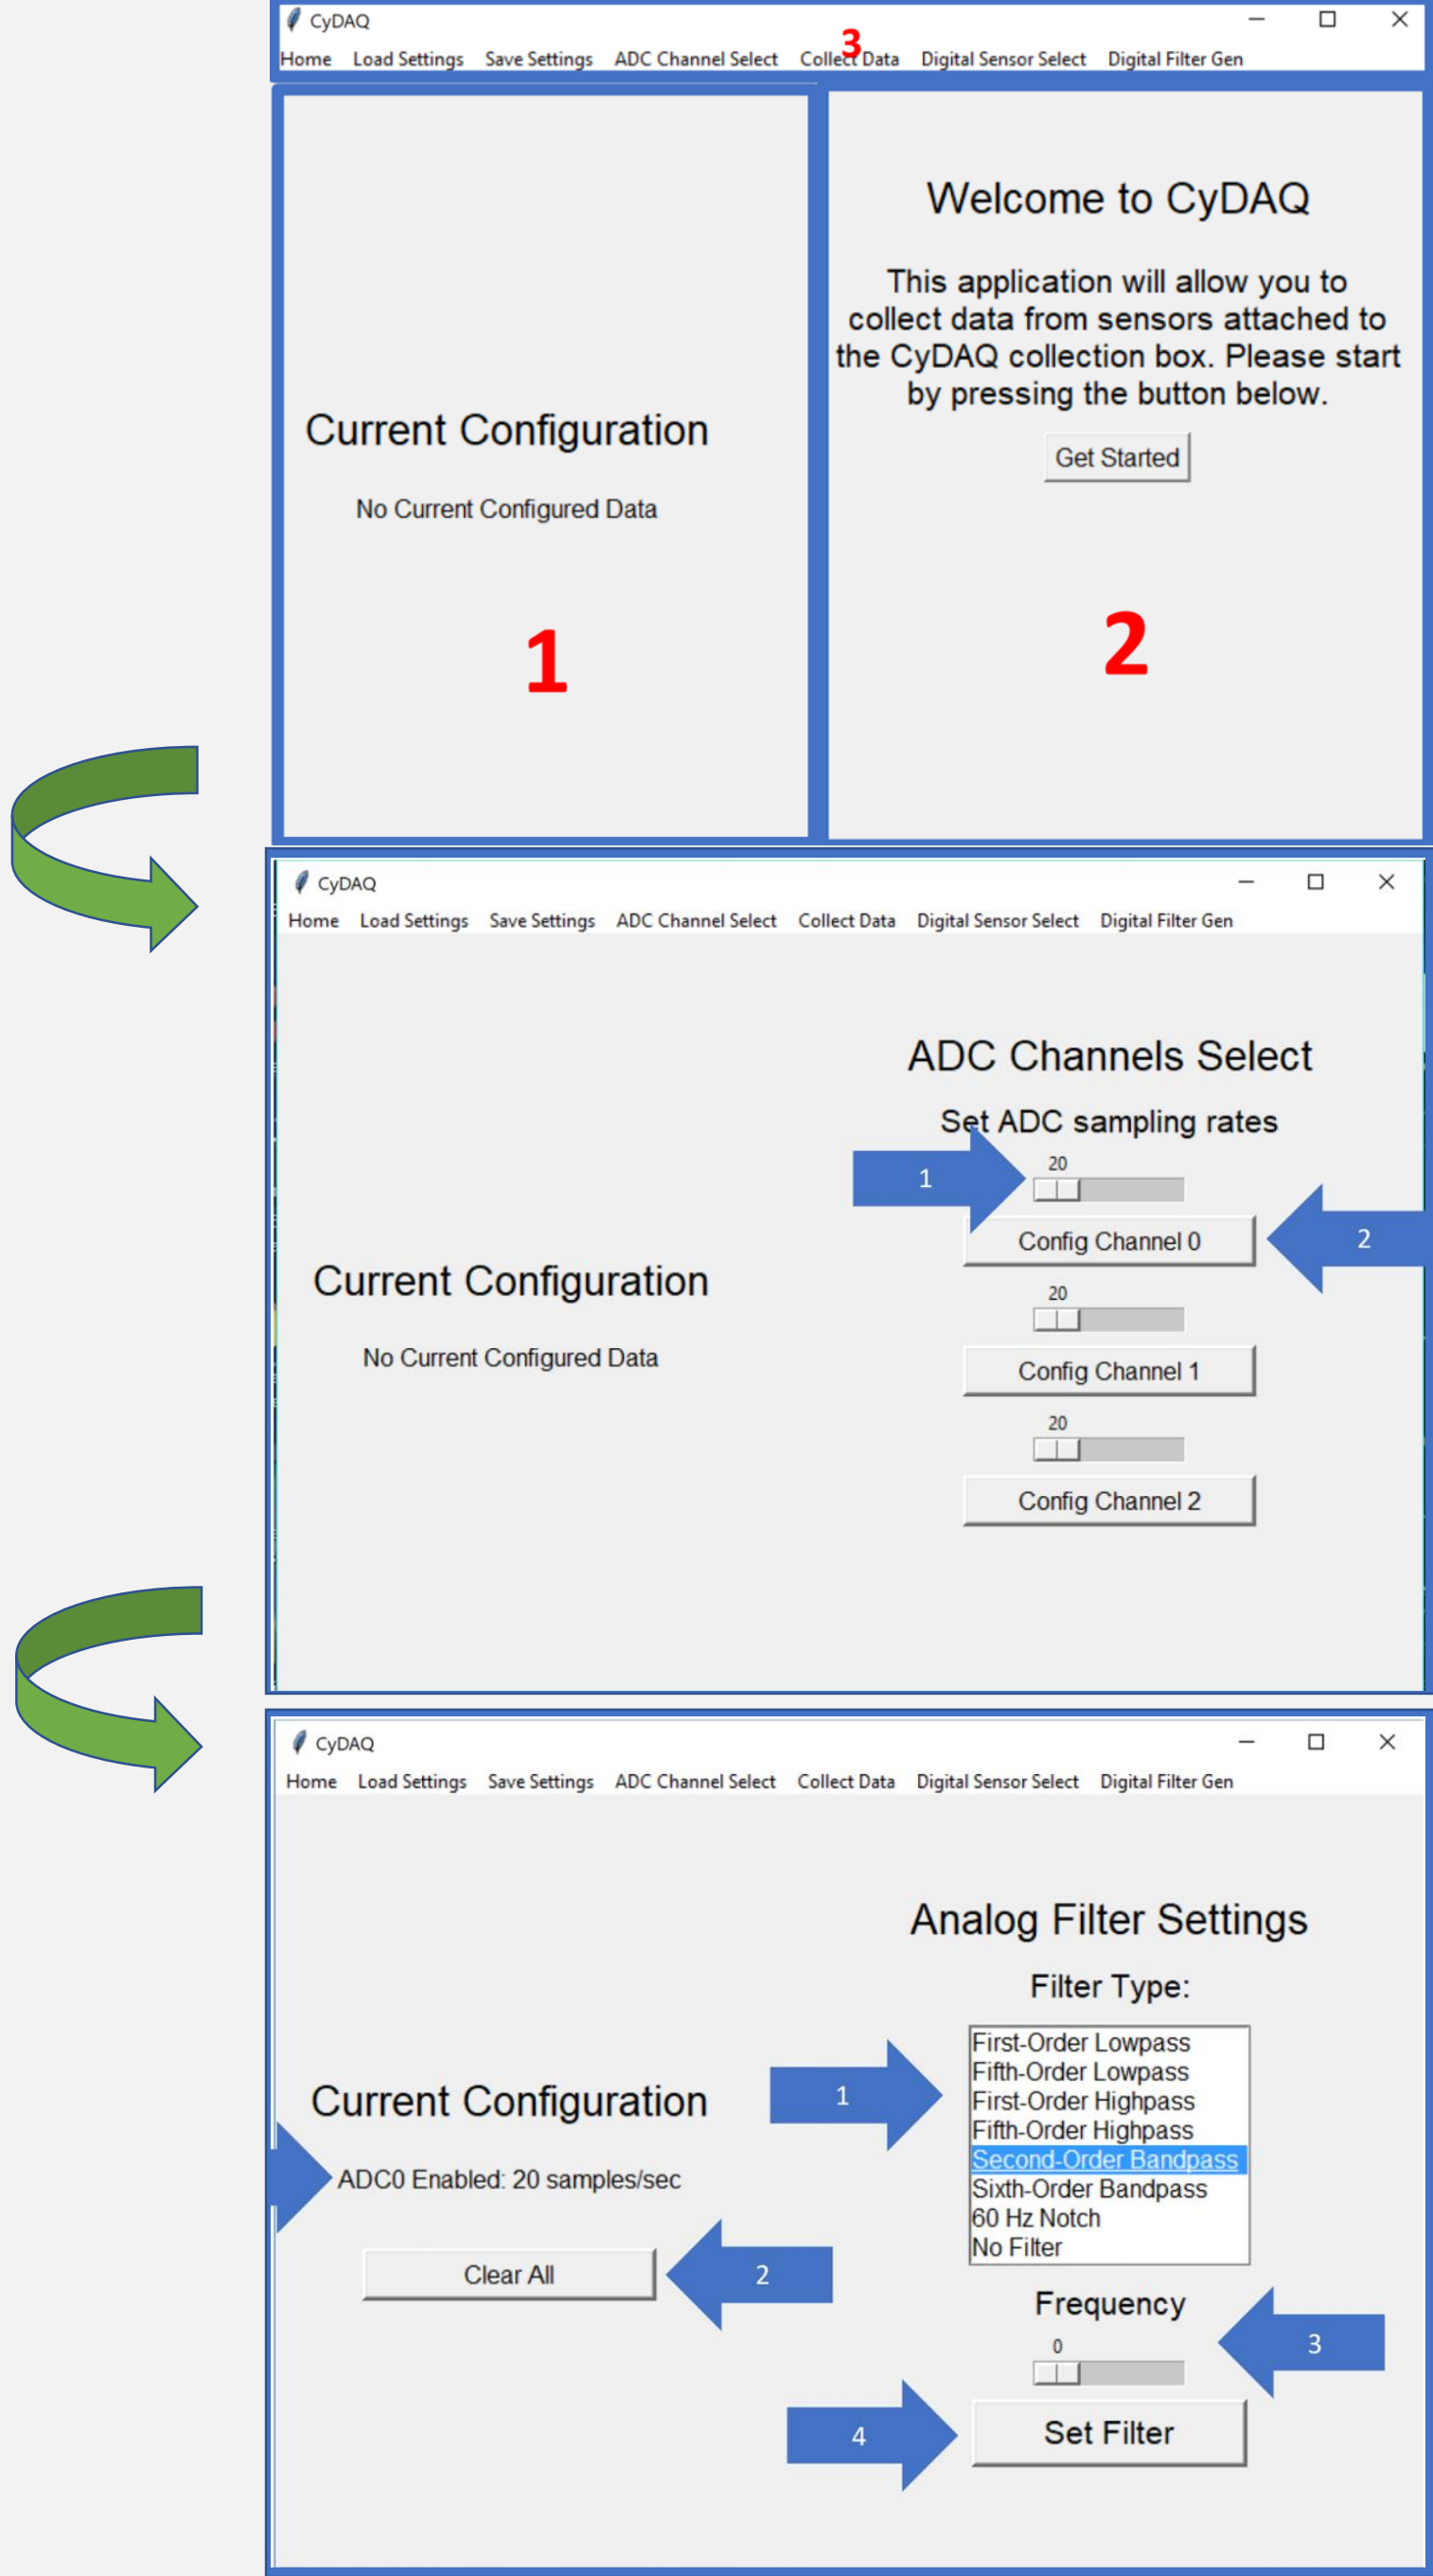 CyDAQ
3
Home Load Settings Save Settings ADC Channel Select Collect Data Digital Sensor Select Digital Filter Gen
Current Configuration
No Current Configured Data
1
Welcome to CyDAQ
This application will allow you to
collect data from sensors attached to
the CyDAQ collection box. Please start
by pressing the button below.
Get Started
2
CyDAQ
Home Load Settings Save Settings ADC Channel Select Collect Data Digital Sensor Select Digital Filter Gen
Current Configuration
No Current Configured Data
ADC Channels Select
Set ADC sampling rates
20
1
Config Channel 0
2
20
Config Channel 1
20
Config Channel 2
CyDAQ
Home Load Settings Save Settings ADC Channel Select Collect Data Digital Sensor Select Digital Filter Gen
Current Configuration
ADC0 Enabled: 20 samples/sec
Clear All
2
Analog Filter Settings
Filter Type:
1
First-Order Lowpass
Fifth-Order Lowpass
First-Order Highpass
Fifth-Order Highpass
Second-Order Bandpass
Sixth-Order Bandpass
60 Hz Notch
No Filter
Frequency
0
3
4
Set Filter